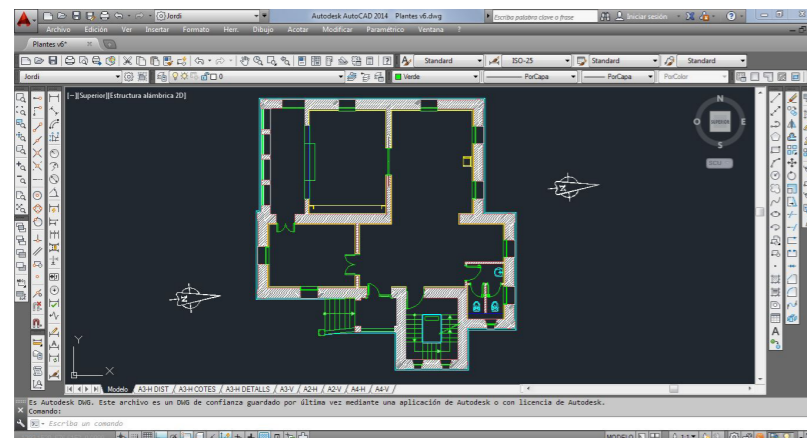 Jordi
Autodesk AutoCAD 2014 Plantes v6.dwg
Escriba palabra clave o frase
Iniciar sesión
Archivo Edición Ver Insertar Formato Herr. Dibujo Acotar Modificar Paramétrico Ventana ?
Plantes v6*
Standard ISO-25 Standard Standard
Jordi 0 Verde PorCapa PorCapa PorColor
[−][Superior][Estructura alámbrica 2D]
N
O SUPERIOR E
S
SCU
N
N
Y
X
Modelo A3-H DIST A3-H COTES A3-H DETALLS A3-V A2-H A2-V A4-H A4-V
Es Autodesk DWG. Este archivo es un DWG de confianza guardado por última vez mediante una aplicación de Autodesk o con licencia de Autodesk.
Comando:
Escriba un comando
MODELO 1:1